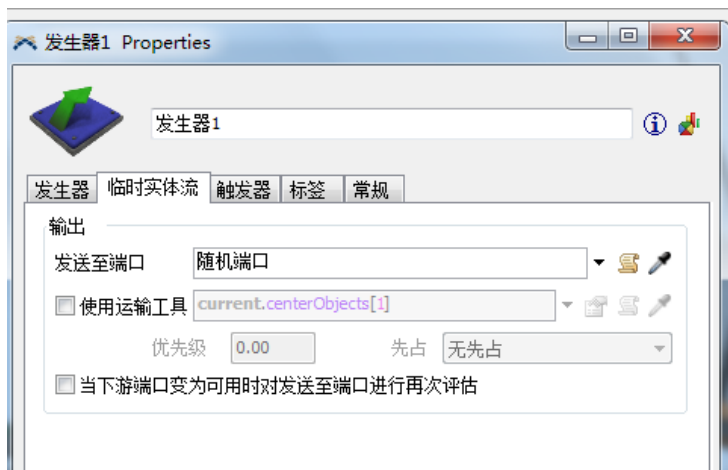 发生器1 Properties
发生器1
发生器 临时实体流 触发器 标签 常规
输出
发送至端口 随机端口
使用运输工具 current.centerObjects[1]
优先级 0.00 先占 无先占
当下游端口变为可用时对发送至端口进行再次评估